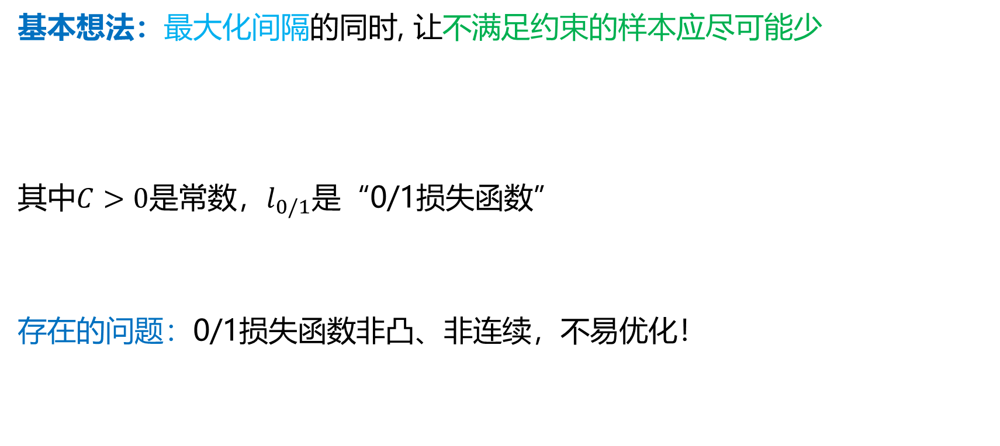 基本想法：最大化间隔的同时, 让不满足约束的样本应尽可能少
其中C > 0是常数，l_{0/1}是 “0/1损失函数”
存在的问题：0/1损失函数非凸、非连续，不易优化！